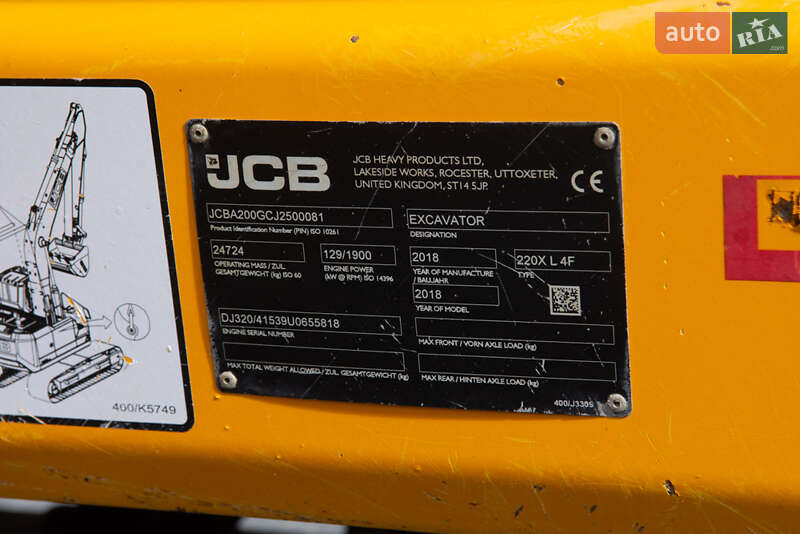 auto RIA.com
JCB
JCB HEAVY PRODUCTS LTD,
LAKESIDE WORKS, ROCESTER, UTTOXETER,
UNITED KINGDOM, ST14 5JP.
CE
JCBA200GCJ2500081
Product Identification Number (PIN) ISO 10261
EXCAVATOR
DESIGNATION
24724
OPERATING MASS / ZUL.
GESAMTGEWICHT (kg) ISO 60
129/1900
ENGINE POWER
(kW @ RPM) ISO 14396
2018
YEAR OF MANUFACTURE
/ BAUJAHR
220X L 4F
TYPE
2018
YEAR OF MODEL
DJ320/41539U0655818
ENGINE SERIAL NUMBER
MAX FRONT / VORN AXLE LOAD (kg)
MAX TOTAL WEIGHT ALLOWED / ZUL. GESAMTGEWICHT (kg)
MAX REAR / HINTEN AXLE LOAD (kg)
400/J3305
400/K5749